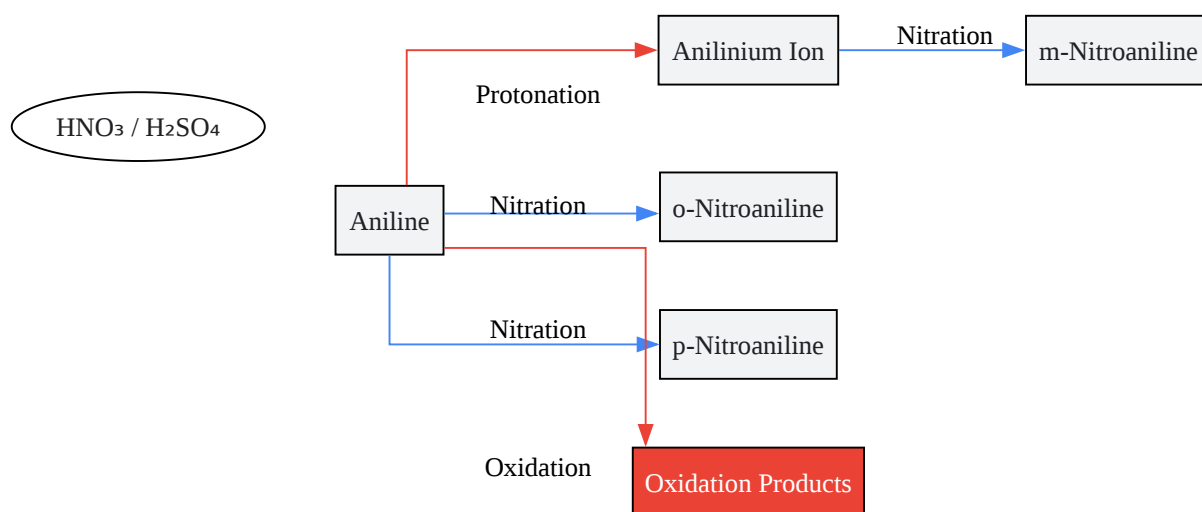 Anilinium Ion
Nitration
m-Nitroaniline
Protonation
HNO₃ / H₂SO₄
Aniline
Nitration
o-Nitroaniline
Nitration
p-Nitroaniline
Oxidation
Oxidation Products